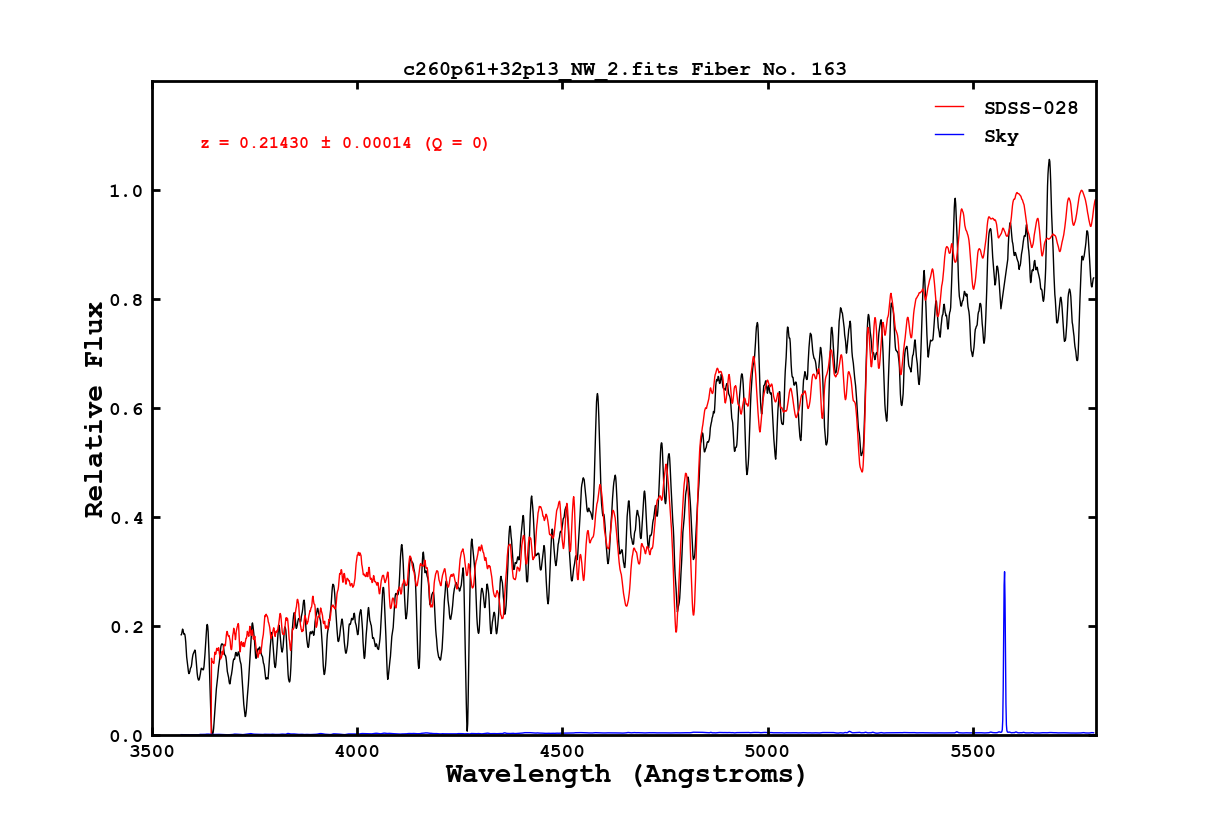 c260p61+32p13_NW_2.fits Fiber No. 163
SDSS-028
Sky
z = 0.21430 ± 0.00014 (Q = 0)
1.0
0.8
0.6
0.4
0.2
0.0
Relative Flux
3500 4000 4500 5000 5500
Wavelength (Angstroms)